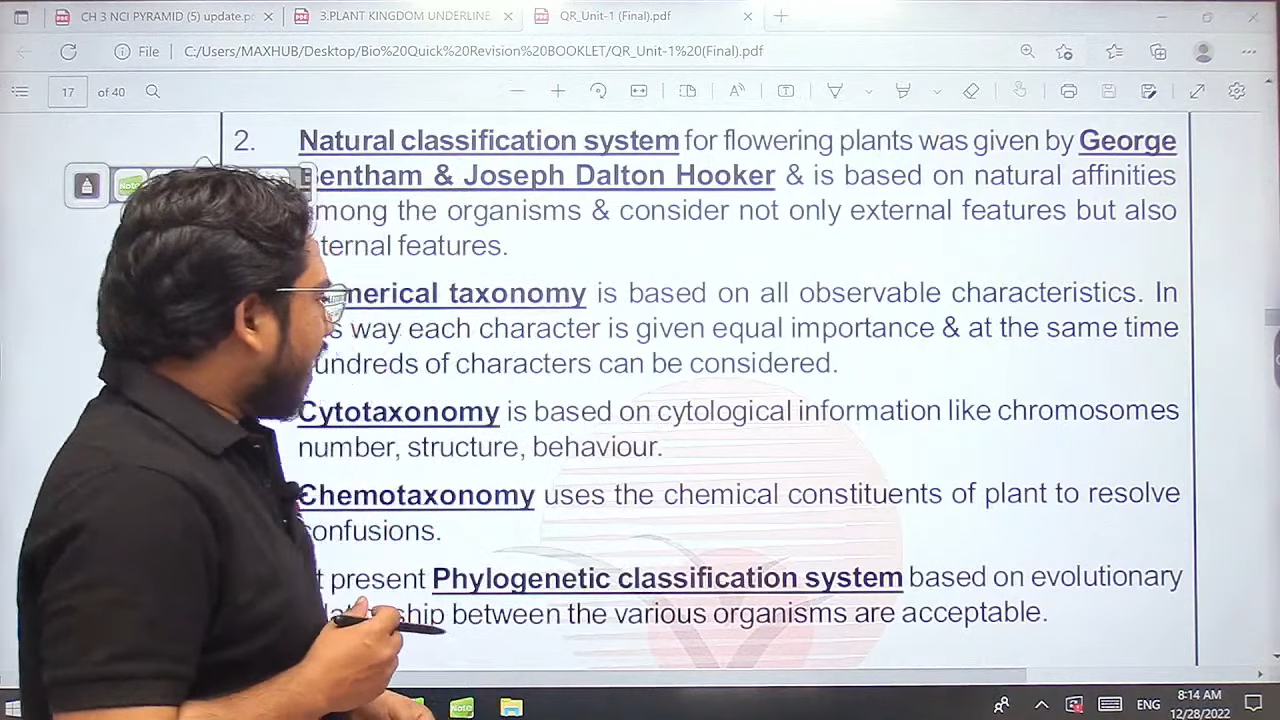 CH 3 NCI PYRAMID (5) update.p
3.PLANT KINGDOM UNDERLINE
QR_Unit-1 (Final).pdf
File C:/Users/MAXHUB/Desktop/Bio%20Quick%20Revision%20BOOKLET/QR_Unit-1%20(Final).pdf
17 of 40
2. Natural classification system for flowering plants was given by George
Bentham & Joseph Dalton Hooker & is based on natural affinities
among the organisms & consider not only external features but also
ternal features.
merical taxonomy is based on all observable characteristics. In
way each character is given equal importance & at the same time
hundreds of characters can be considered.
Cytotaxonomy is based on cytological information like chromosomes
number, structure, behaviour.
Chemotaxonomy uses the chemical constituents of plant to resolve
confusions.
present Phylogenetic classification system based on evolutionary
between the various organisms are acceptable.
Note
Note
ENG
8:14 AM
12/28/2022